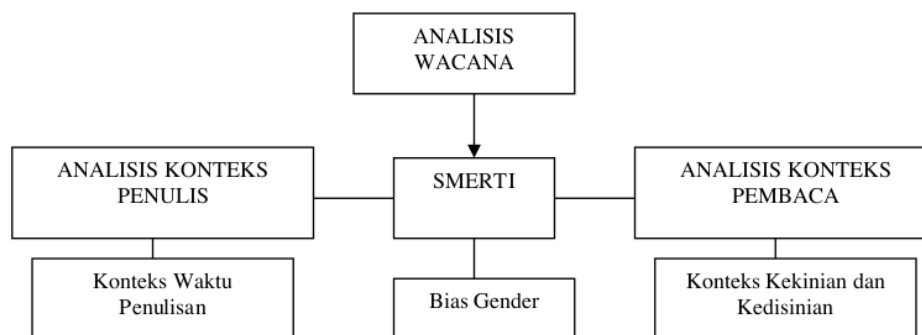 ANALISIS
WACANA
ANALISIS KONTEKS
PENULIS
SMERTI
ANALISIS KONTEKS
PEMBACA
Konteks Waktu
Penulisan
Bias Gender
Konteks Kekinian dan
Kedisinian